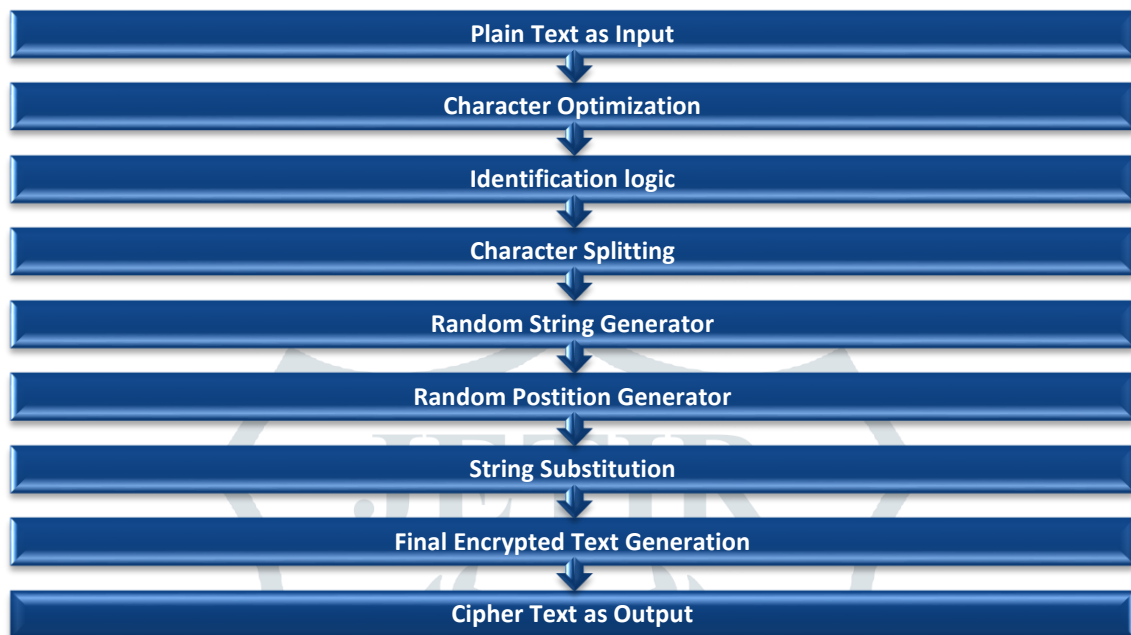 Plain Text as Input
Character Optimization
Identification logic
Character Splitting
Random String Generator
Random Postition Generator
JETIR
String Substitution
Final Encrypted Text Generation
Cipher Text as Output